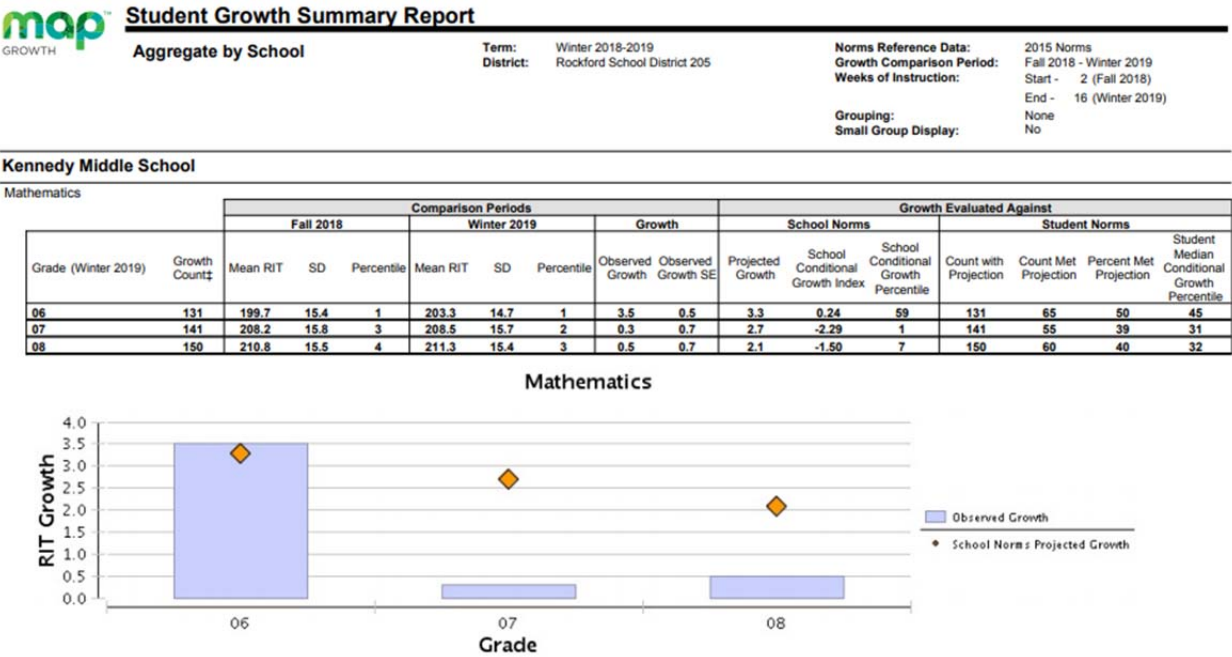 map™
GROWTH
Student Growth Summary Report
Aggregate by School
Term: Winter 2018-2019
District: Rockford School District 205
Norms Reference Data: 2015 Norms
Growth Comparison Period: Fall 2018 - Winter 2019
Weeks of Instruction: Start - 2 (Fall 2018)
End - 16 (Winter 2019)
Grouping: None
Small Group Display: No
Kennedy Middle School
Mathematics
Comparison Periods Growth Evaluated Against
Fall 2018 Winter 2019 Growth School Norms Student Norms
Grade (Winter 2019) Growth Count‡ Mean RIT SD Percentile Mean RIT SD Percentile Observed Growth Observed Growth SE Projected Growth School Conditional Growth Index School Conditional Growth Percentile Count with Projection Count Met Projection Percent Met Projection Student Median Conditional Growth Percentile
06 131 199.7 15.4 1 203.3 14.7 1 3.5 0.5 3.3 0.24 59 131 65 50 45
07 141 208.2 15.8 3 208.5 15.7 2 0.3 0.7 2.7 -2.29 1 141 55 39 31
08 150 210.8 15.5 4 211.3 15.4 3 0.5 0.7 2.1 -1.50 7 150 60 40 32
Mathematics
RIT Growth
4.0
3.5
3.0
2.5
2.0
1.5
1.0
0.5
0.0
06 07 08
Grade
Observed Growth
School Norms Projected Growth